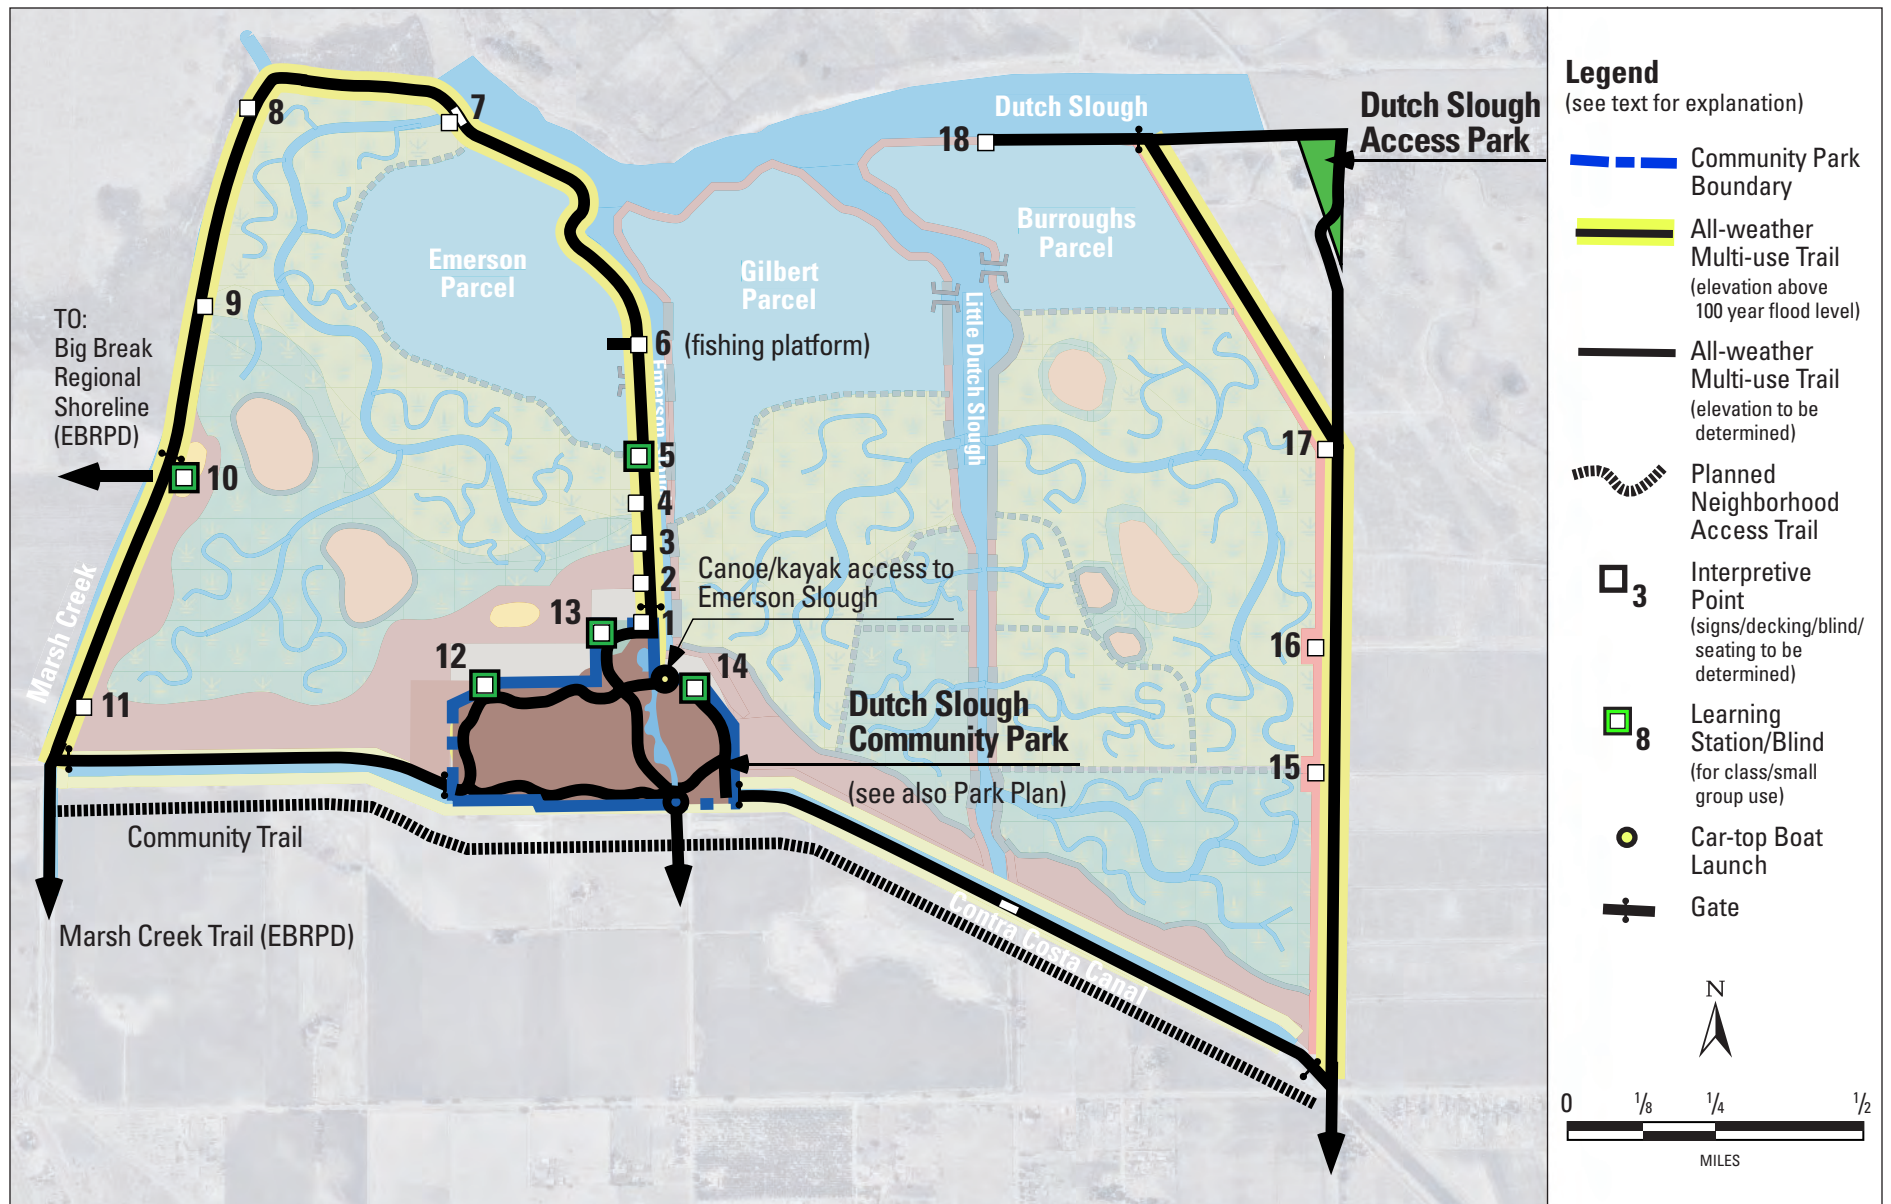 Dutch Slough
Dutch Slough
Access Park
8
7
18
Emerson
Parcel
Gilbert
Parcel
Burroughs
Parcel
Little Dutch Slough
9
TO:
Big Break
Regional
Shoreline
(EBRPD)
6 (fishing platform)
Emerson
17
5
10
4
3
Canoe/kayak access to
Emerson Slough
2
1
13
Marsh Creek
12
14
16
11
Dutch Slough
Community Park
(see also Park Plan)
15
Community Trail
Contra Costa Canal
Marsh Creek Trail (EBRPD)
Legend
(see text for explanation)
Community Park
Boundary
All-weather
Multi-use Trail
(elevation above
100 year flood level)
All-weather
Multi-use Trail
(elevation to be
determined)
Planned
Neighborhood
Access Trail
3
Interpretive
Point
(signs/decking/blind/
seating to be
determined)
8
Learning
Station/Blind
(for class/small
group use)
Car-top Boat
Launch
Gate
N
0 1/8 1/4 1/2
MILES